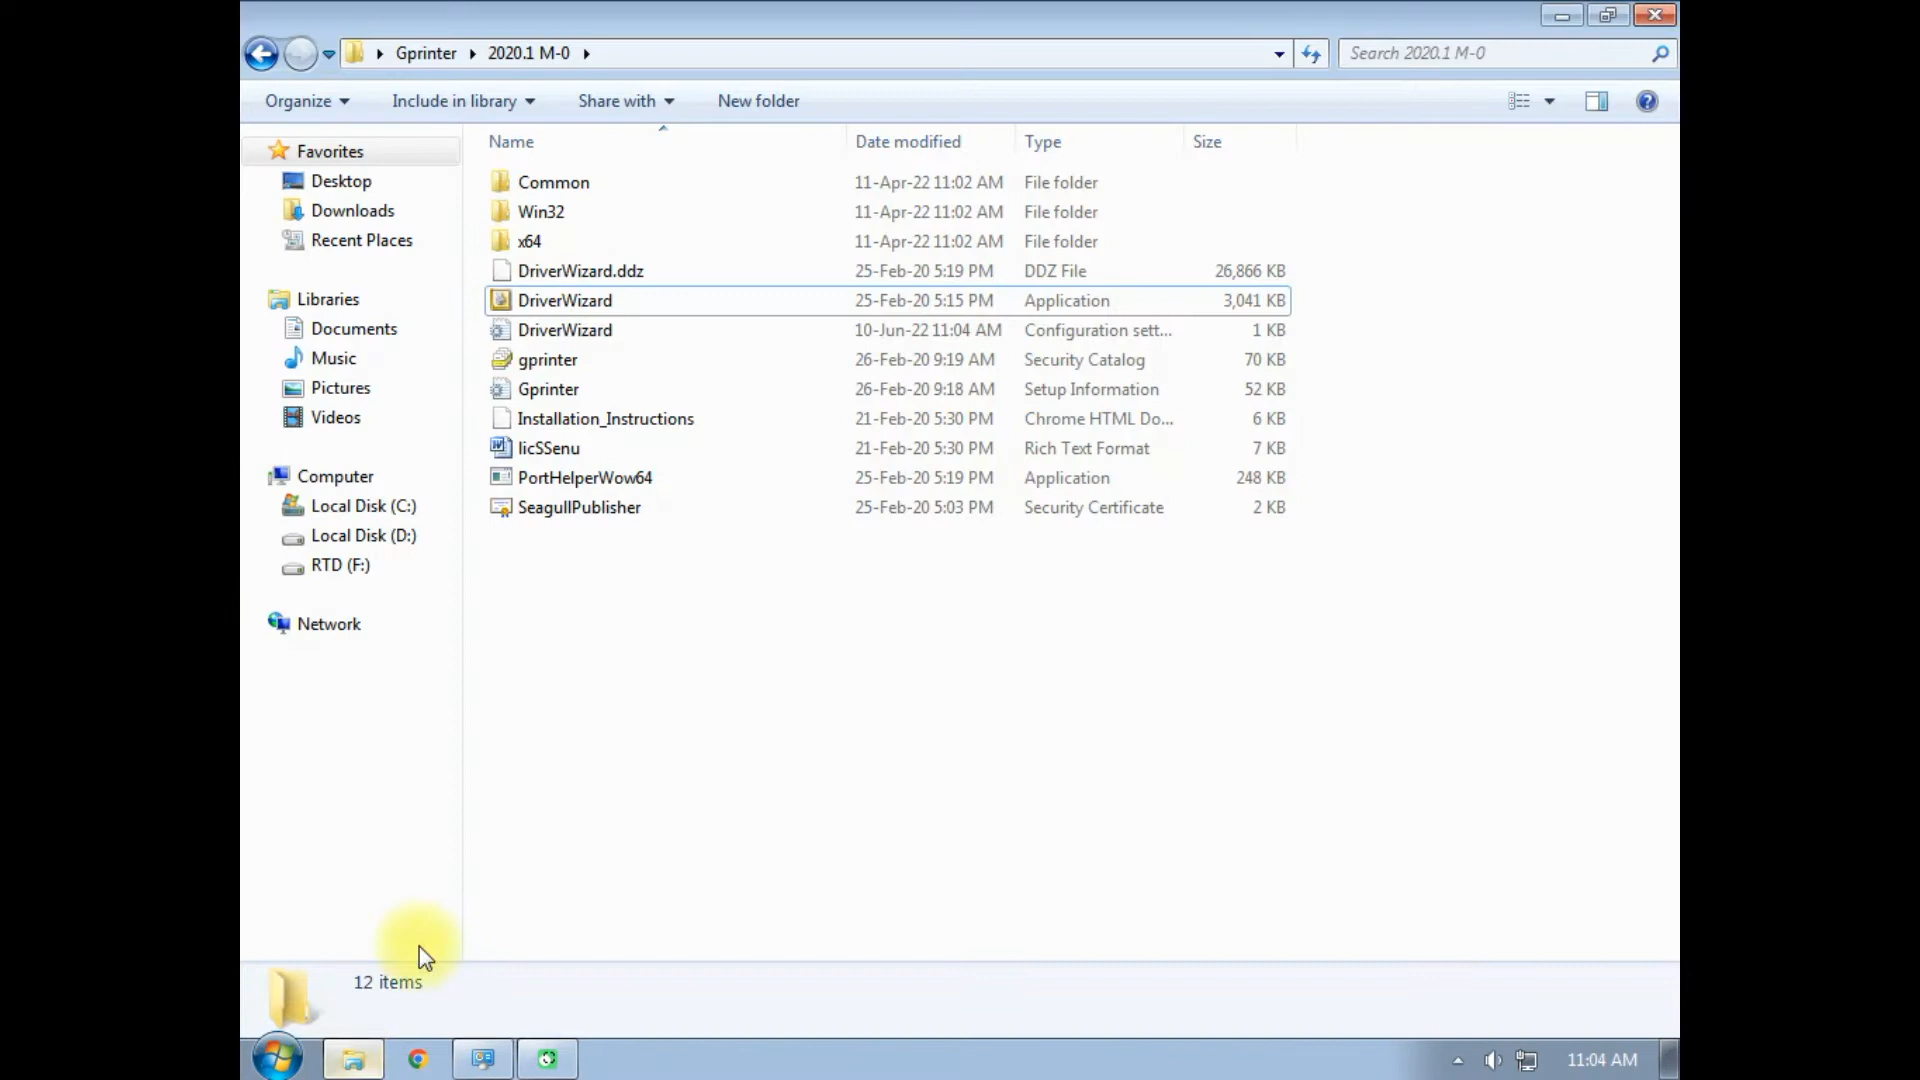 Gprinter 2020.1 M-0
Search 2020.1 M-0
Organize Include in library Share with New folder
Name Date modified Type Size
Favorites
Desktop
Downloads
Recent Places
Libraries
Documents
Music
Pictures
Videos
Computer
Local Disk (C:)
Local Disk (D:)
RTD (F:)
Network
Common 11-Apr-22 11:02 AM File folder
Win32 11-Apr-22 11:02 AM File folder
x64 11-Apr-22 11:02 AM File folder
DriverWizard.ddz 25-Feb-20 5:19 PM DDZ File 26,866 KB
DriverWizard 25-Feb-20 5:15 PM Application 3,041 KB
DriverWizard 10-Jun-22 11:04 AM Configuration sett... 1 KB
gprinter 26-Feb-20 9:19 AM Security Catalog 70 KB
Gprinter 26-Feb-20 9:18 AM Setup Information 52 KB
Installation_Instructions 21-Feb-20 5:30 PM Chrome HTML Do... 6 KB
licSSenu 21-Feb-20 5:30 PM Rich Text Format 7 KB
PortHelperWow64 25-Feb-20 5:19 PM Application 248 KB
SeagullPublisher 25-Feb-20 5:03 PM Security Certificate 2 KB
12 items
11:04 AM